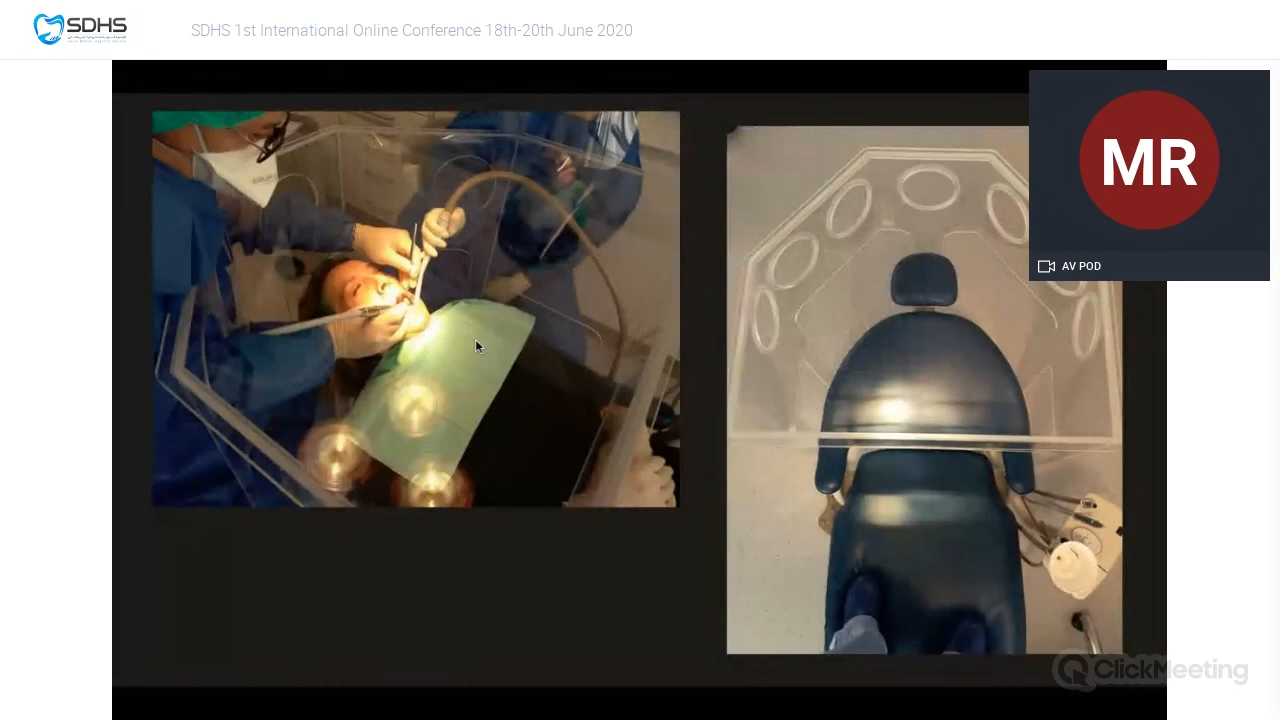 SDHS
SDHS 1st International Online Conference 18th-20th June 2020
MR
AV POD
ClickMeeting